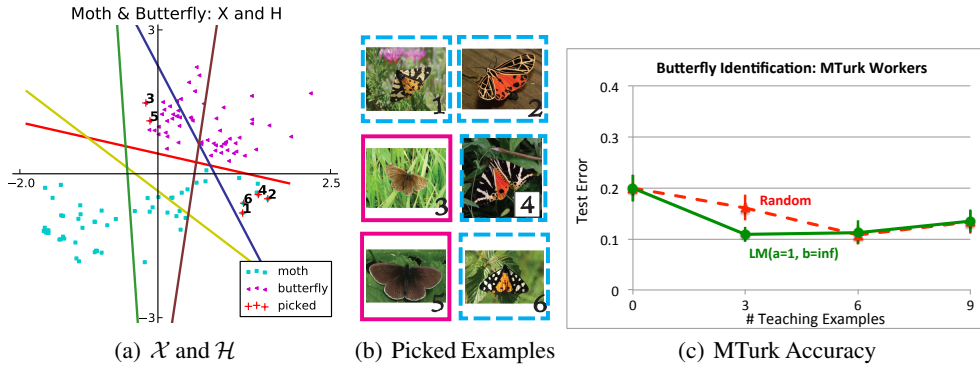 Moth & Butterfly: X and H
3
3
5
−2.0
2.5
6
4
2
1
moth
butterfly
picked
−3
(a) 𝒳 and ℋ
1
2
3
4
5
6
(b) Picked Examples
Butterfly Identification: MTurk Workers
Test Error
0.4
0.3
0.2
0.1
0
Random
LM(a=1, b=inf)
0
3
6
9
# Teaching Examples
(c) MTurk Accuracy